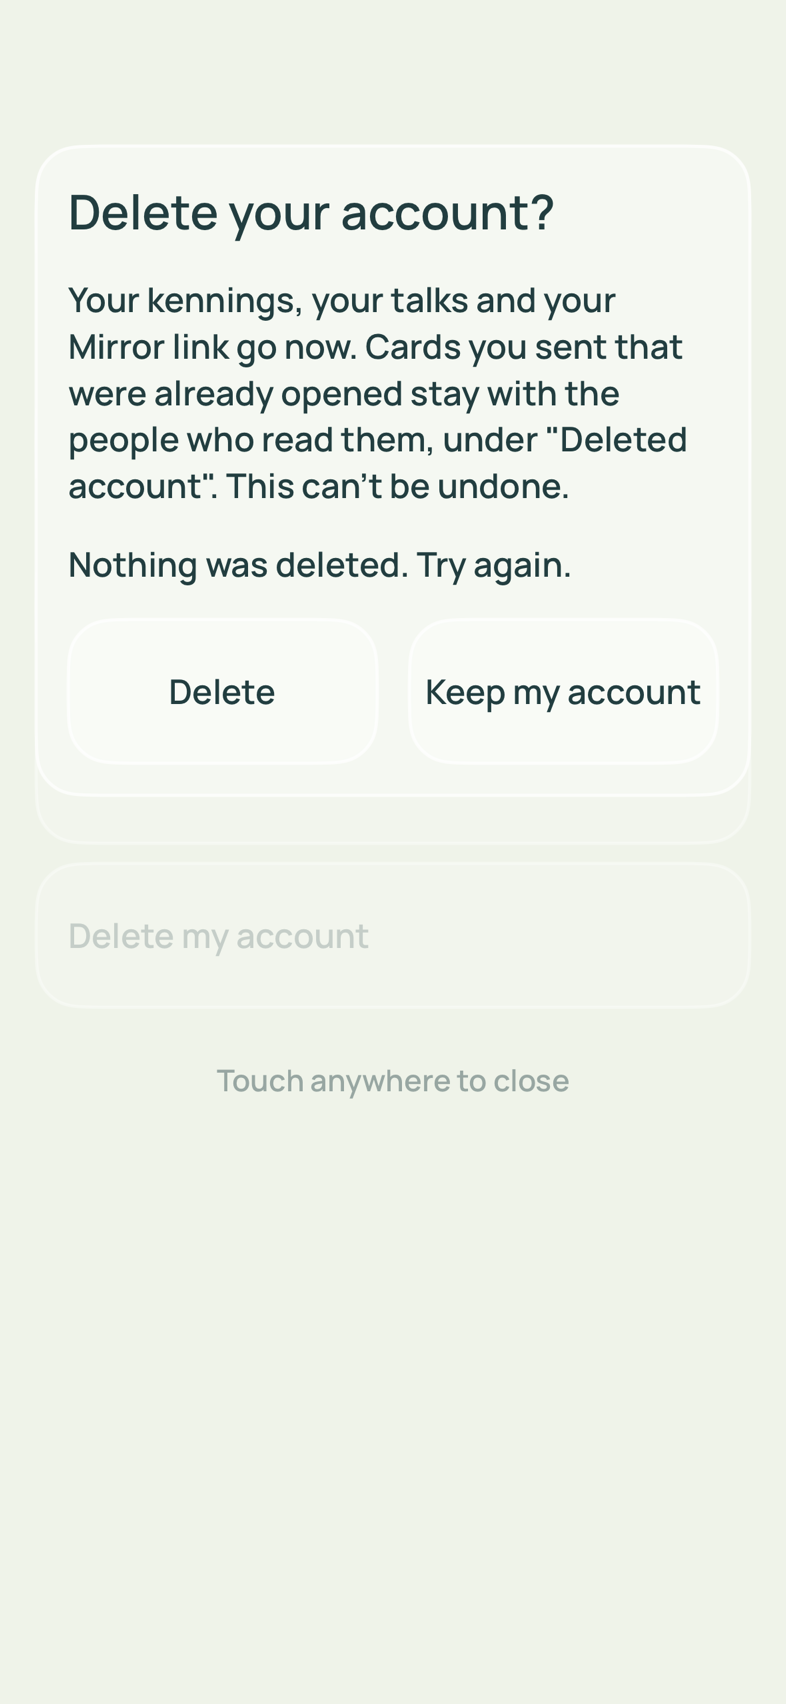 Delete your account?
Your kennings, your talks and your
Mirror link go now. Cards you sent that
were already opened stay with the
people who read them, under "Deleted
account". This can’t be undone.
Nothing was deleted. Try again.
Delete
Keep my account
Delete my account
Touch anywhere to close